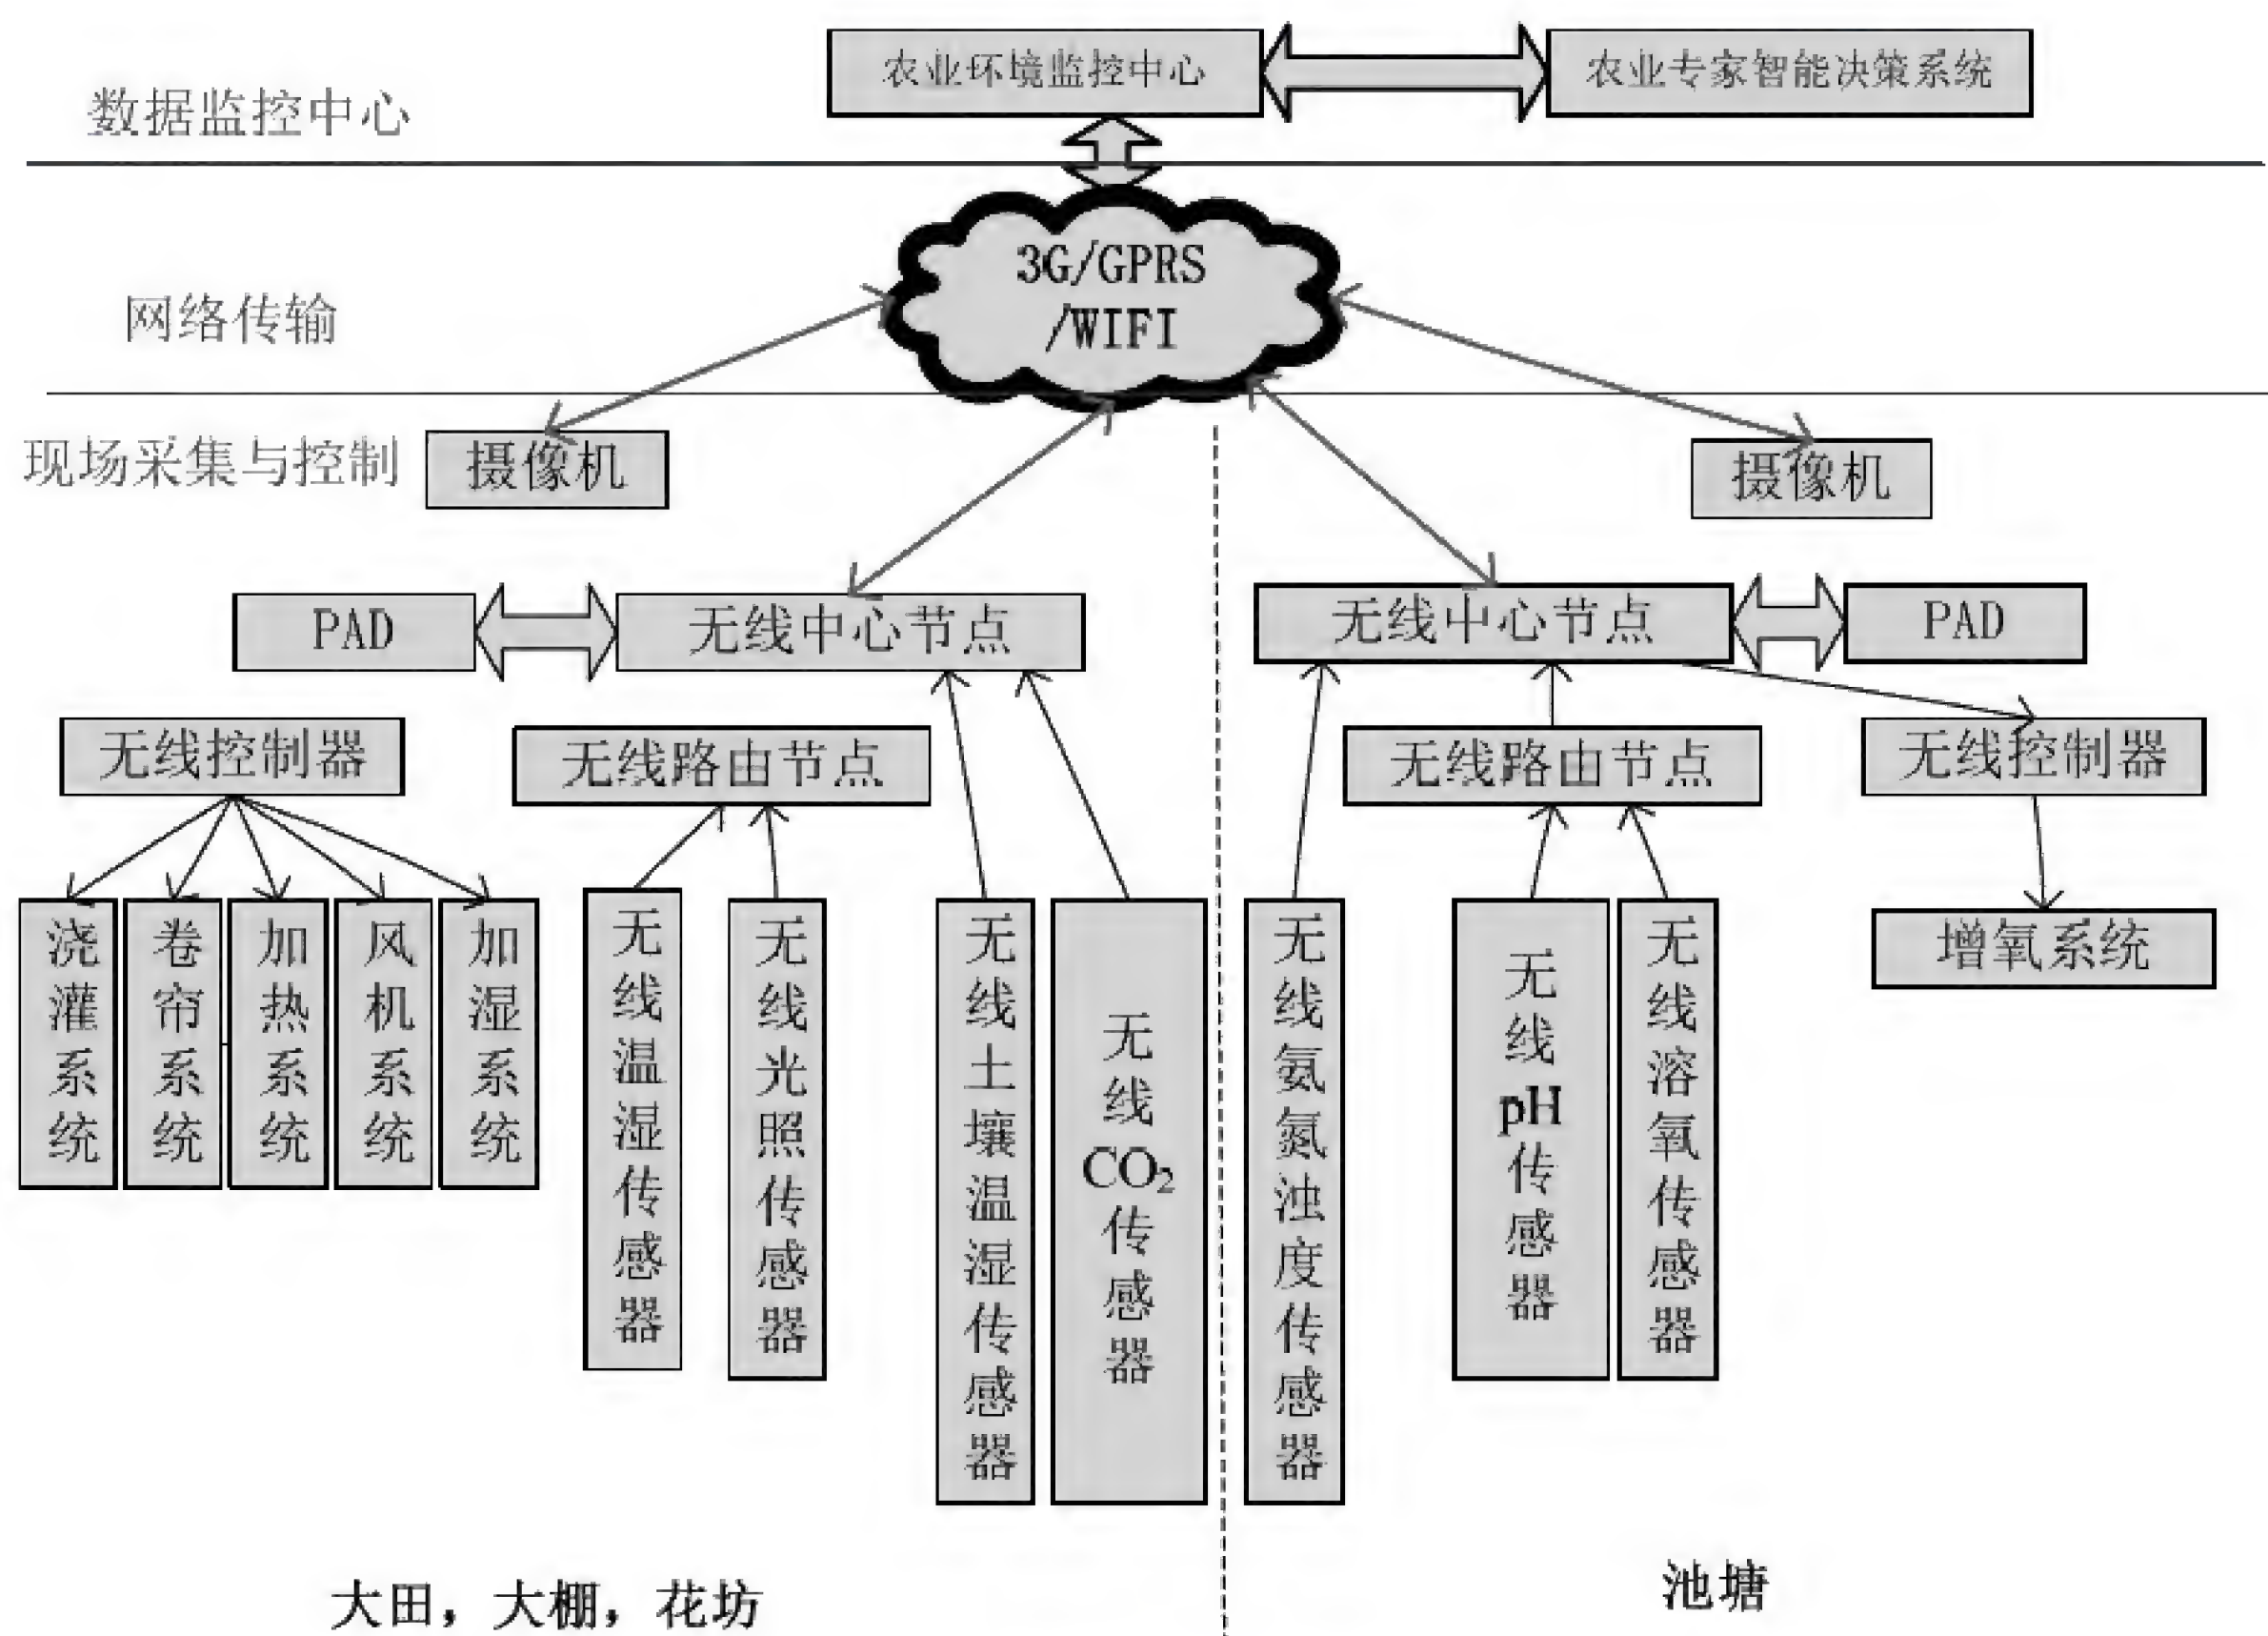 农业环境监控中心
农业专家智能决策系统
数据监控中心
3G/GPRS
/WIFI
网络传输
现场采集与控制
摄像机
摄像机
PAD
无线中心节点
无线中心节点
PAD
无线控制器
无线路由节点
无线路由节点
无线控制器
浇灌系统
卷帘系统
加热系统
风机系统
加湿系统
无线温湿传感器
无线光照传感器
无线土壤温湿传感器
无线CO₂传感器
无线氨氮浊度传感器
无线pH传感器
无线溶氧传感器
增氧系统
大田，大棚，花坊
池塘